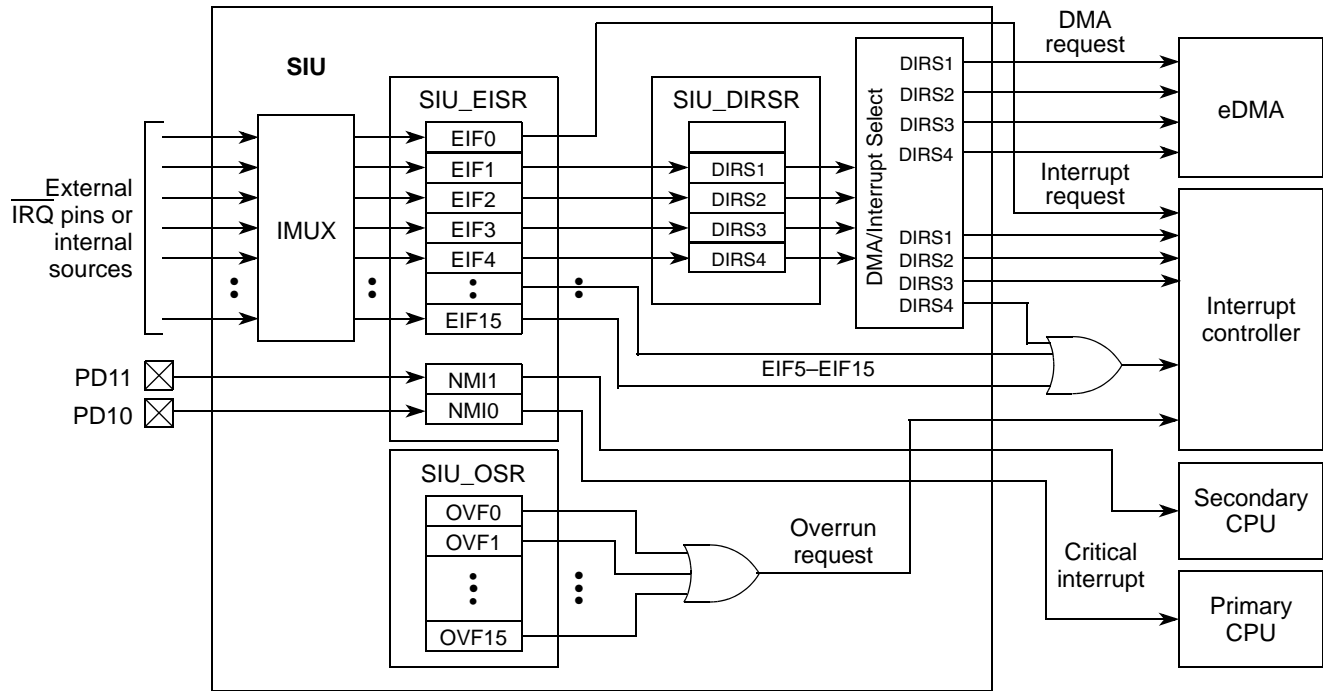 SIU
External
IRQ pins or
internal
sources
IMUX
SIU_EISR
EIF0
EIF1
EIF2
EIF3
EIF4
EIF15
NMI1
NMI0
PD11
PD10
SIU_DIRSR
DIRS1
DIRS2
DIRS3
DIRS4
DMA/Interrupt Select
DIRS1
DIRS2
DIRS3
DIRS4
DIRS1
DIRS2
DIRS3
DIRS4
DMA
request
eDMA
Interrupt
request
Interrupt
controller
EIF5–EIF15
SIU_OSR
OVF0
OVF1
OVF15
Overrun
request
Critical
interrupt
Secondary
CPU
Primary
CPU